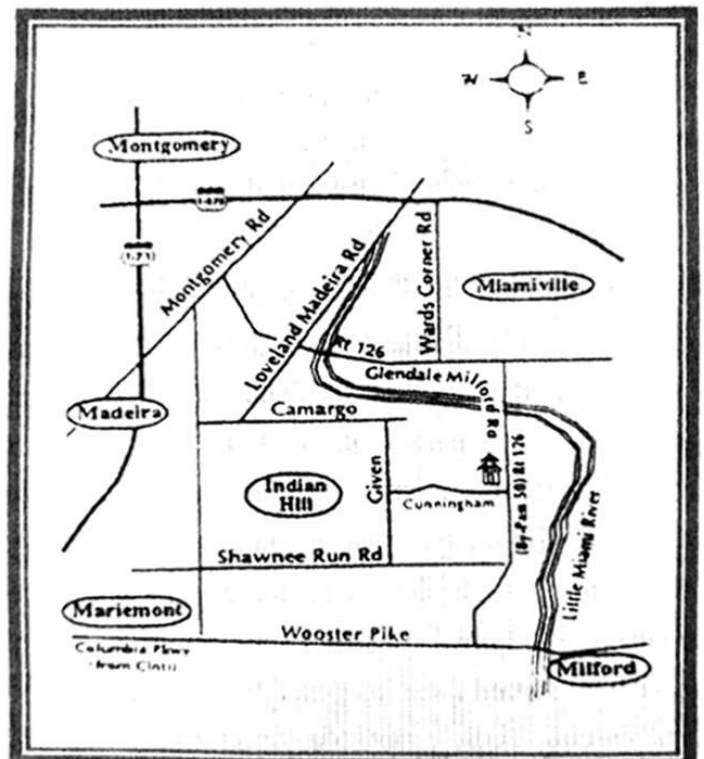 N
W E
S
Montgomery
Montgomery Rd
(I-71)
Loveland Madeira Rd
Wards Corner Rd
Miamiville
Rt 126
Glendale Milford Rd
Madeira
Camargo
Indian
Hill
Given
Cunningham
(By-Pass 50) Rt 126
Little Miami River
Shawnee Run Rd
Mariemont
Wooster Pike
Columbia Pkwy
Milford